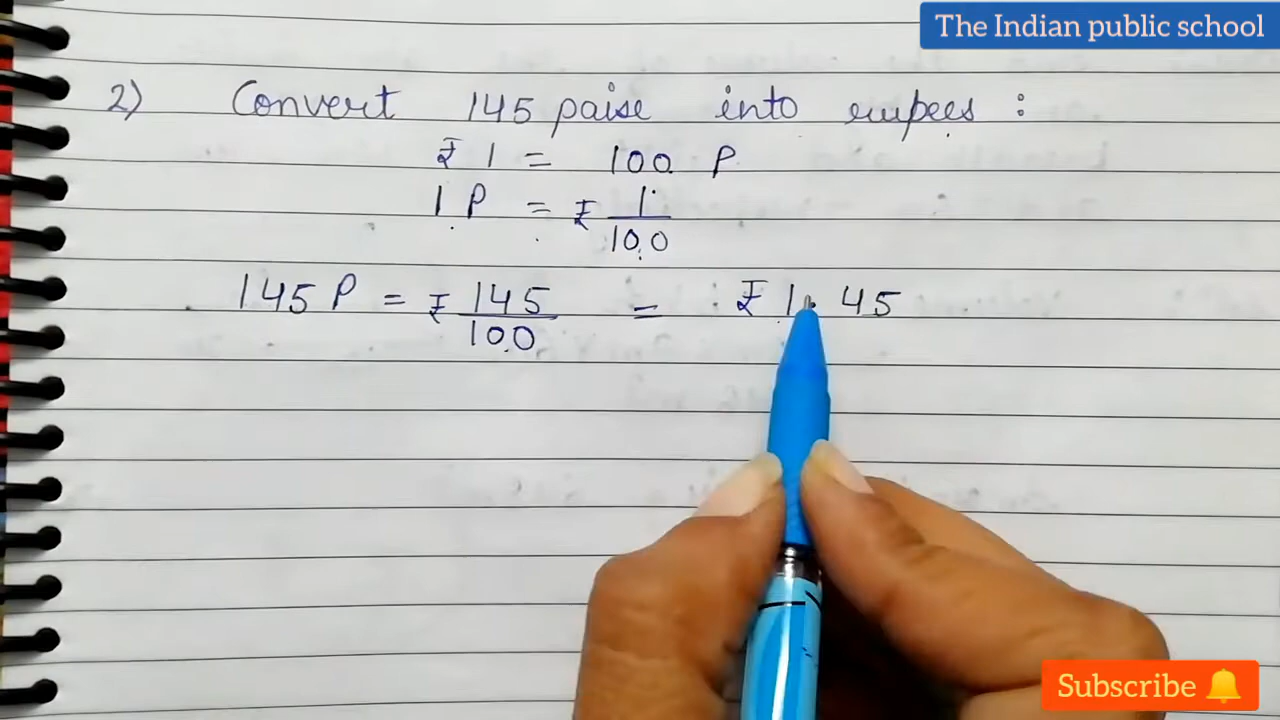 The Indian public school
2) Convert 145 paise into rupees :
₹ 1 = 100 P
1 P = ₹ 1/100
145 P = ₹ 145/100 = ₹ 1.45
Subscribe